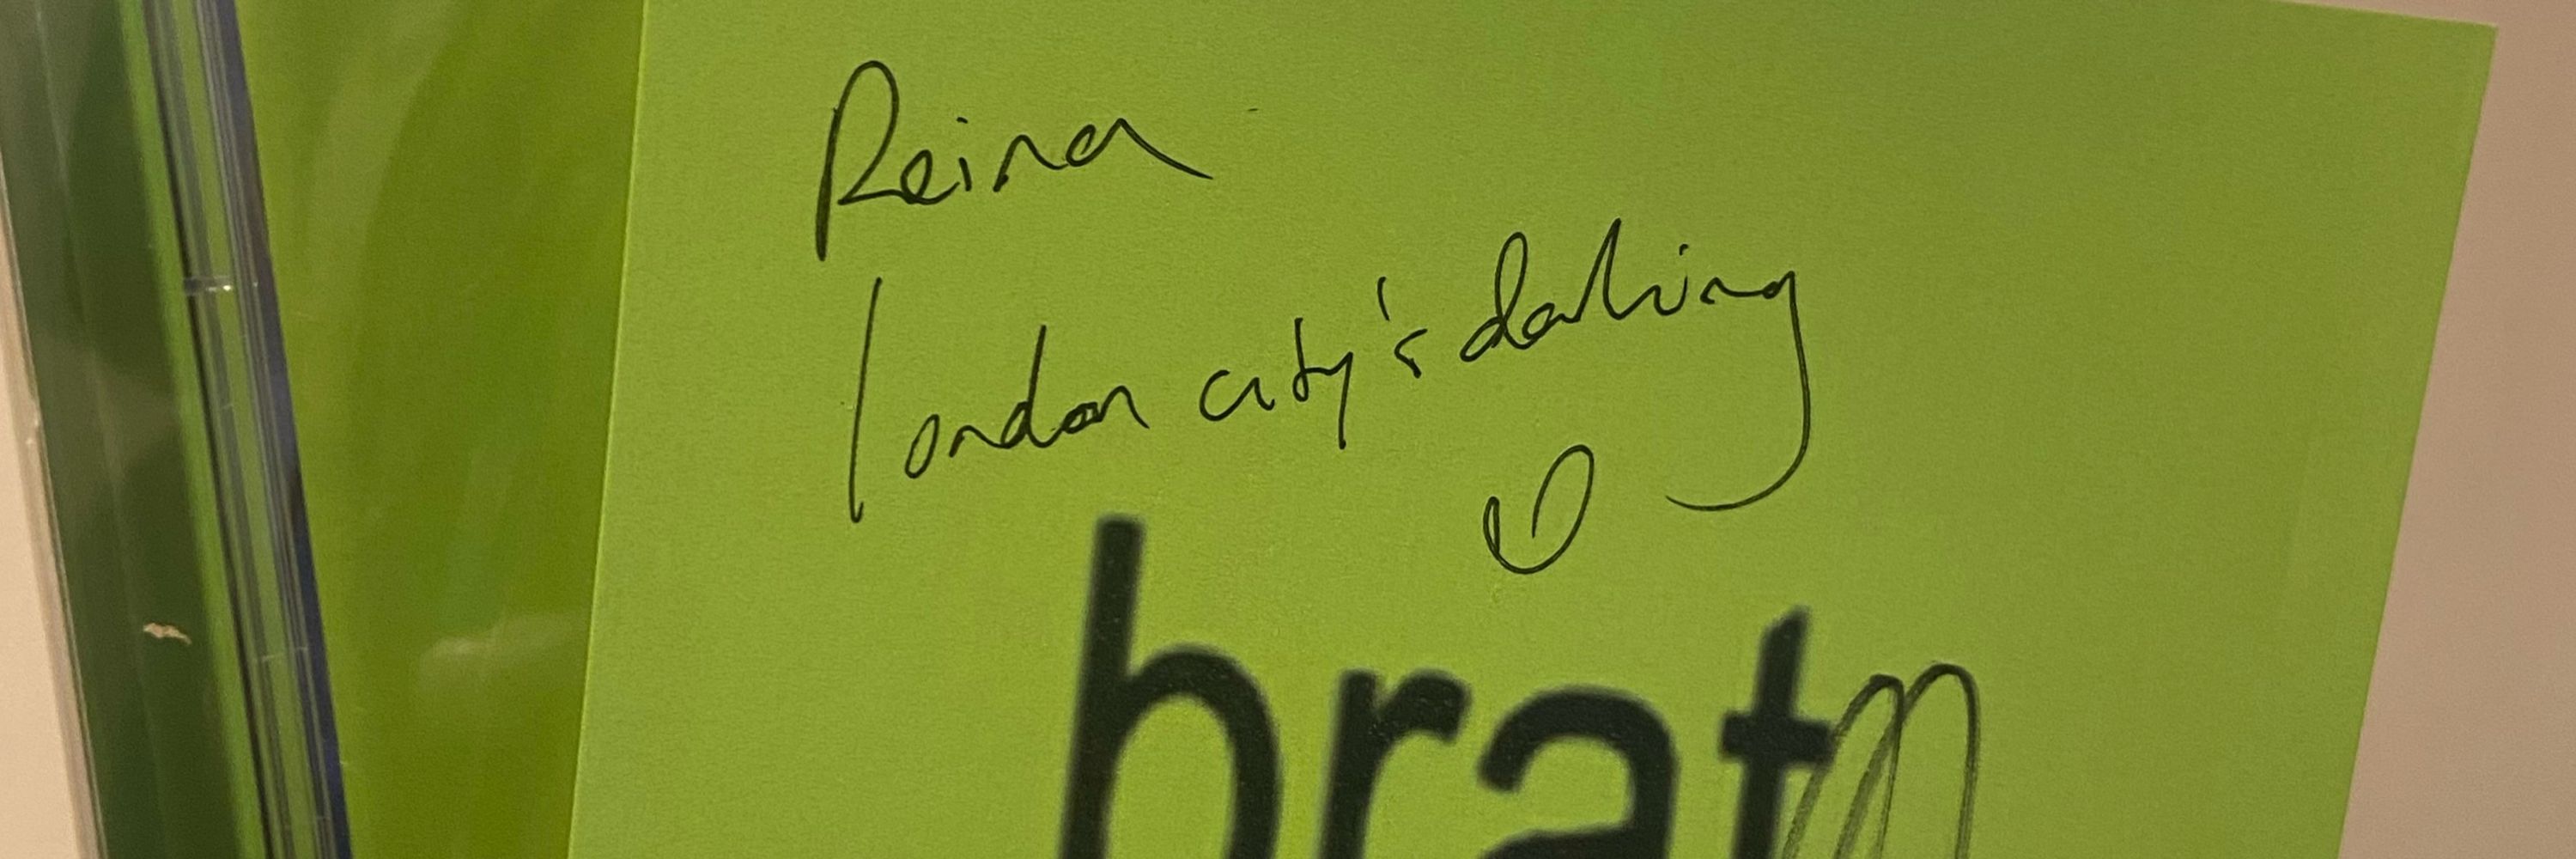 Reina
london city's darling
brat